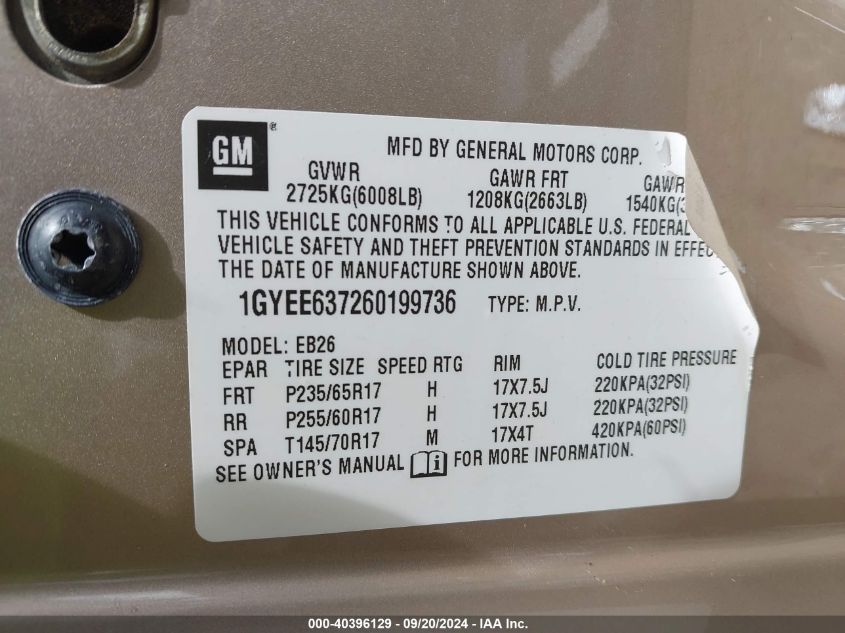 GM ®
MFD BY GENERAL MOTORS CORP.
GVWR GAWR FRT GAWR
2725KG(6008LB) 1208KG(2663LB) 1540KG(3
THIS VEHICLE CONFORMS TO ALL APPLICABLE U.S. FEDERAL
VEHICLE SAFETY AND THEFT PREVENTION STANDARDS IN EFFEC
THE DATE OF MANUFACTURE SHOWN ABOVE.
1GYEE637260199736 TYPE: M.P.V.
MODEL: EB26
EPAR TIRE SIZE SPEED RTG RIM COLD TIRE PRESSURE
FRT P235/65R17 H 17X7.5J 220KPA(32PSI)
RR P255/60R17 H 17X7.5J 220KPA(32PSI)
SPA T145/70R17 M 17X4T 420KPA(60PSI)
SEE OWNER'S MANUAL FOR MORE INFORMATION.
000-40396129 - 09/20/2024 - IAA Inc.